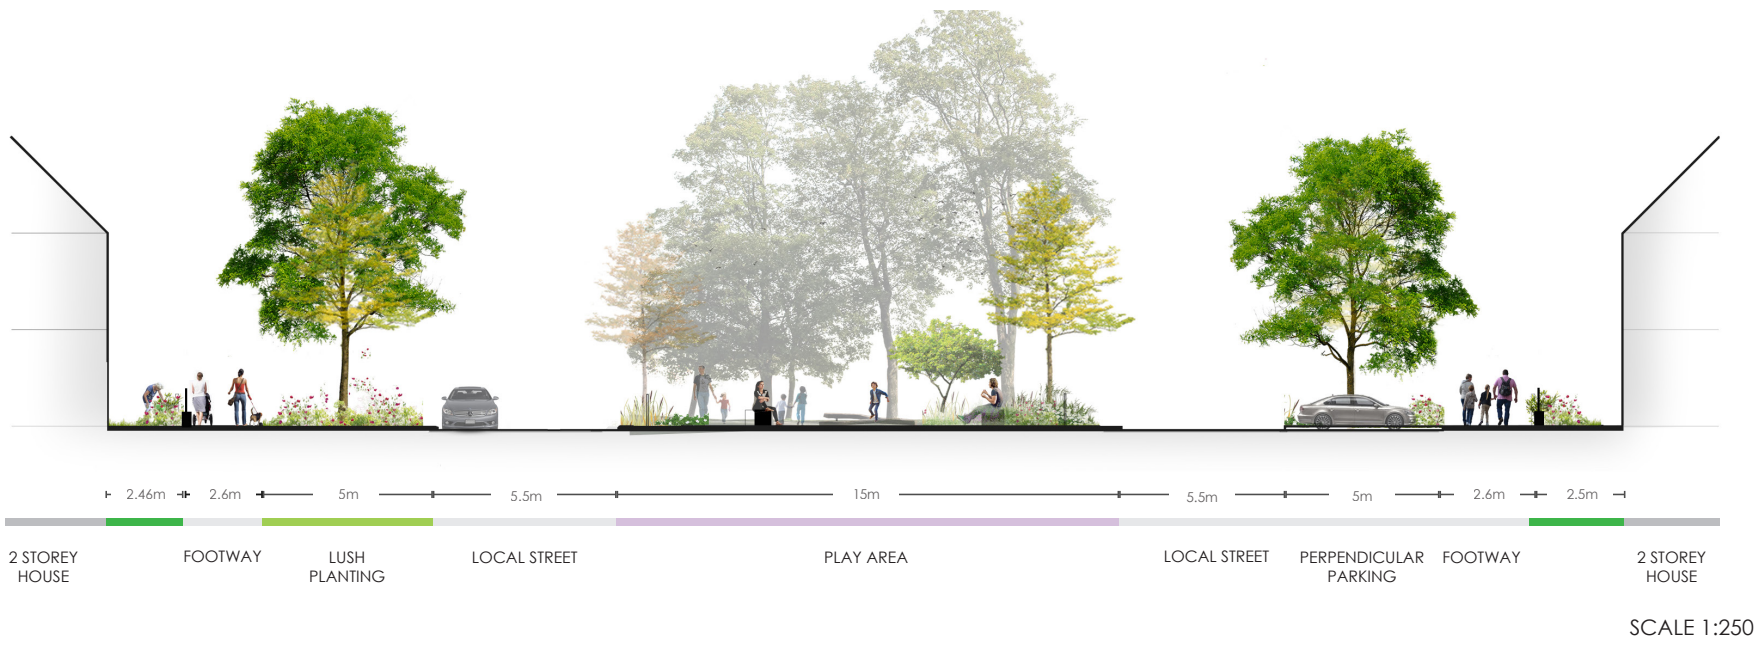 2.46m 2.6m 5m 5.5m 15m 5.5m 5m 2.6m 2.5m
2 STOREY
HOUSE
FOOTWAY
LUSH
PLANTING
LOCAL STREET
PLAY AREA
LOCAL STREET
PERPENDICULAR
PARKING
FOOTWAY
2 STOREY
HOUSE
SCALE 1:250